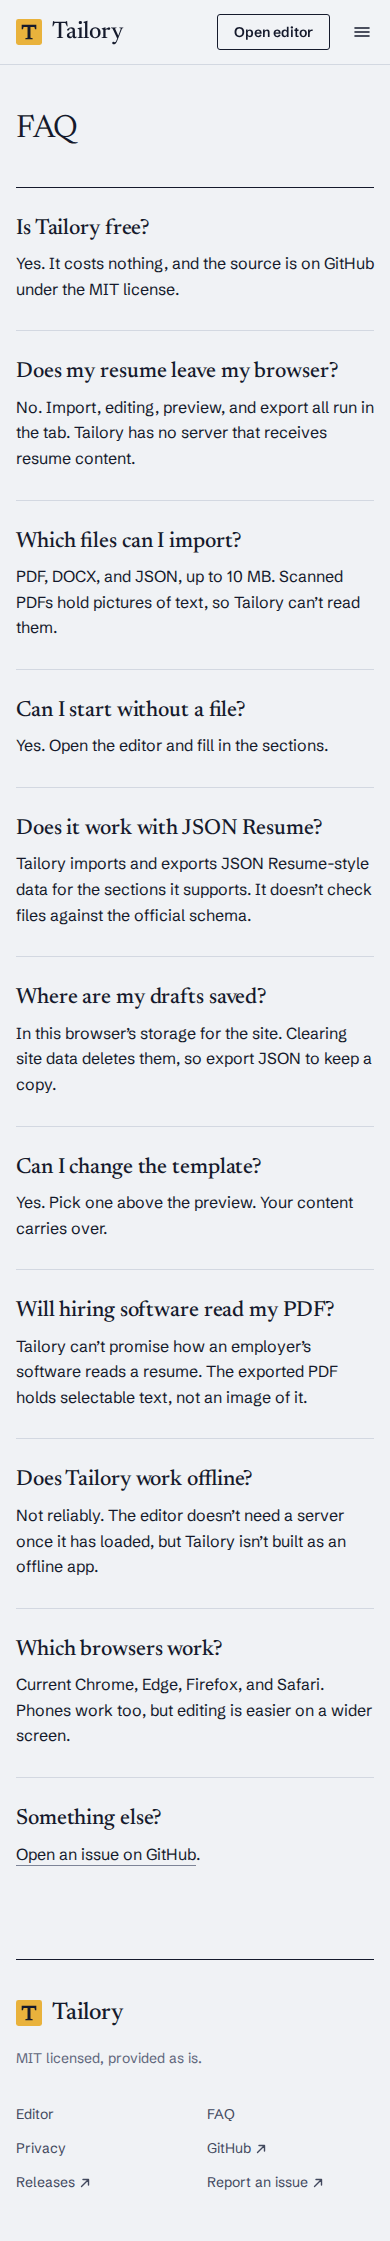 T Tailory
Open editor
FAQ
Is Tailory free?
Yes. It costs nothing, and the source is on GitHub
under the MIT license.
Does my resume leave my browser?
No. Import, editing, preview, and export all run in
the tab. Tailory has no server that receives
resume content.
Which files can I import?
PDF, DOCX, and JSON, up to 10 MB. Scanned
PDFs hold pictures of text, so Tailory can’t read
them.
Can I start without a file?
Yes. Open the editor and fill in the sections.
Does it work with JSON Resume?
Tailory imports and exports JSON Resume-style
data for the sections it supports. It doesn’t check
files against the official schema.
Where are my drafts saved?
In this browser’s storage for the site. Clearing
site data deletes them, so export JSON to keep a
copy.
Can I change the template?
Yes. Pick one above the preview. Your content
carries over.
Will hiring software read my PDF?
Tailory can’t promise how an employer’s
software reads a resume. The exported PDF
holds selectable text, not an image of it.
Does Tailory work offline?
Not reliably. The editor doesn’t need a server
once it has loaded, but Tailory isn’t built as an
offline app.
Which browsers work?
Current Chrome, Edge, Firefox, and Safari.
Phones work too, but editing is easier on a wider
screen.
Something else?
Open an issue on GitHub.
T Tailory
MIT licensed, provided as is.
Editor
FAQ
Privacy
GitHub ↗
Releases ↗
Report an issue ↗